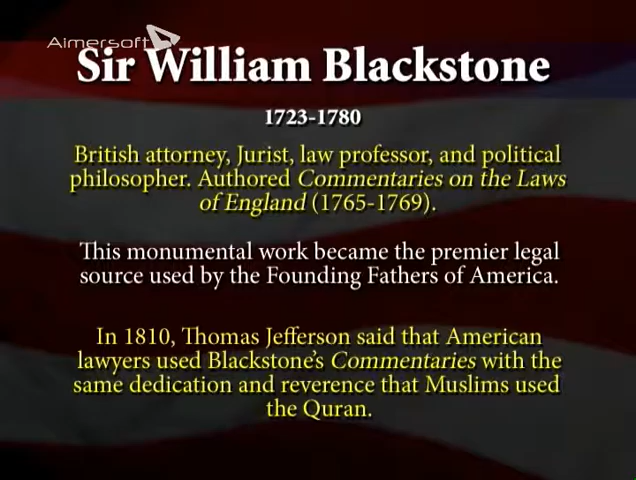 Aimersoft
Sir William Blackstone
1723-1780
British attorney, Jurist, law professor, and political
philosopher. Authored Commentaries on the Laws
of England (1765-1769).
This monumental work became the premier legal
source used by the Founding Fathers of America.
In 1810, Thomas Jefferson said that American
lawyers used Blackstone's Commentaries with the
same dedication and reverence that Muslims used
the Quran.